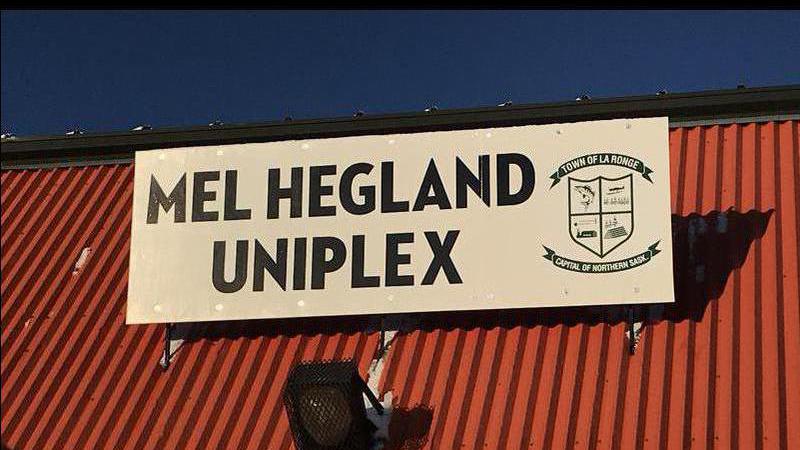 MEL HEGLAND
UNIPLEX
TOWN OF LA RONGE
CAPITAL OF NORTHERN SASK.